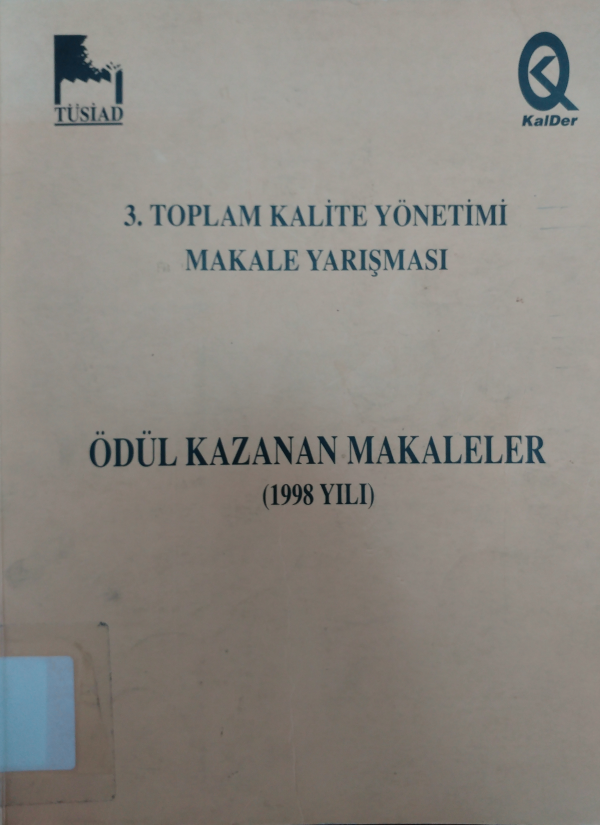 TÜSİAD
KalDer
3. TOPLAM KALİTE YÖNETİMİ
MAKALE YARIŞMASI
ÖDÜL KAZANAN MAKALELER
(1998 YILI)